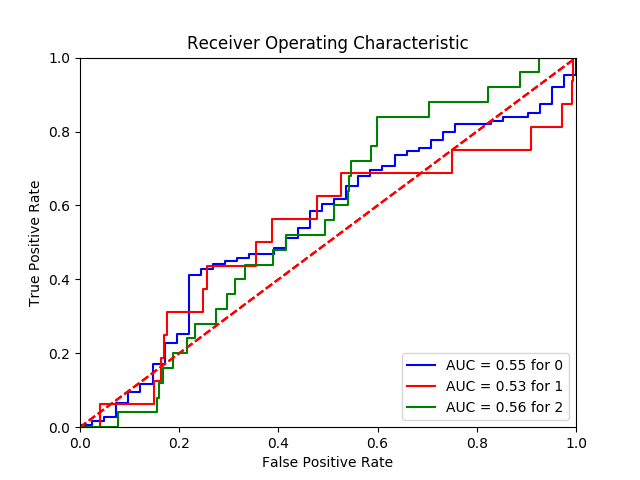 Receiver Operating Characteristic
True Positive Rate
1.0
0.8
0.6
0.4
0.2
0.0
AUC = 0.55 for 0
AUC = 0.53 for 1
AUC = 0.56 for 2
0.0 0.2 0.4 0.6 0.8 1.0
False Positive Rate